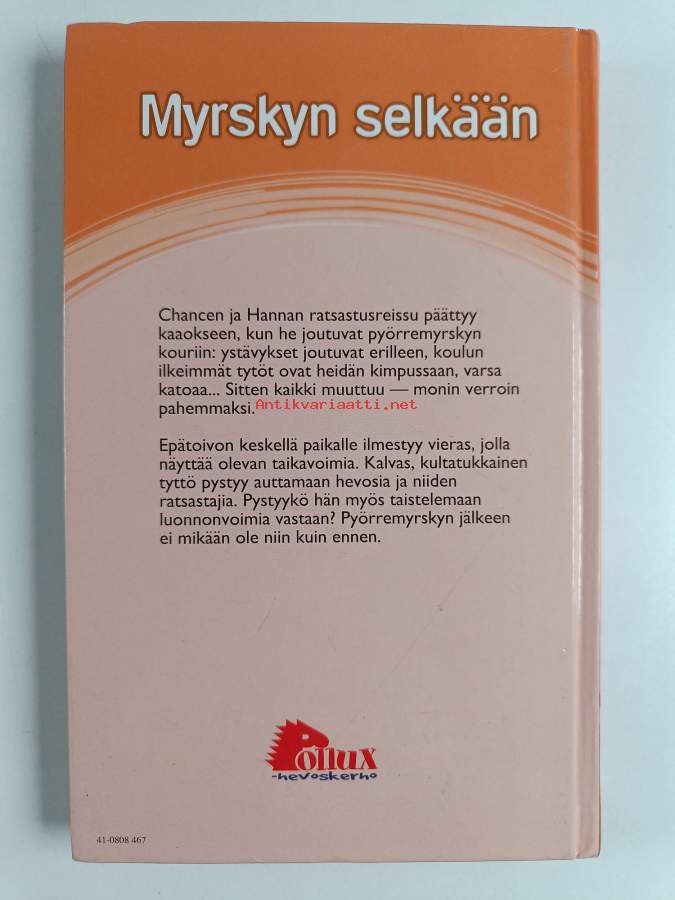 Myrskyn selkään
Chancen ja Hannan ratsastusreissu päättyy
kaaokseen, kun he joutuvat pyörremyrskyn
kouriin: ystävykset joutuvat erilleen, koulun
ilkeimmät tytöt ovat heidän kimpussaan, varsa
katoaa... Sitten kaikki muuttuu — monin verroin
pahemmaksi.
Antikvariaatti.net
Epätoivon keskellä paikalle ilmestyy vieras, jolla
näyttää olevan taikavoimia. Kalvas, kultatukkainen
tyttö pystyy auttamaan hevosia ja niiden
ratsastajia. Pystyykö hän myös taistelemaan
luonnonvoimia vastaan? Pyörremyrskyn jälkeen
ei mikään ole niin kuin ennen.
Pollux
-hevoskerho
41-0808 467